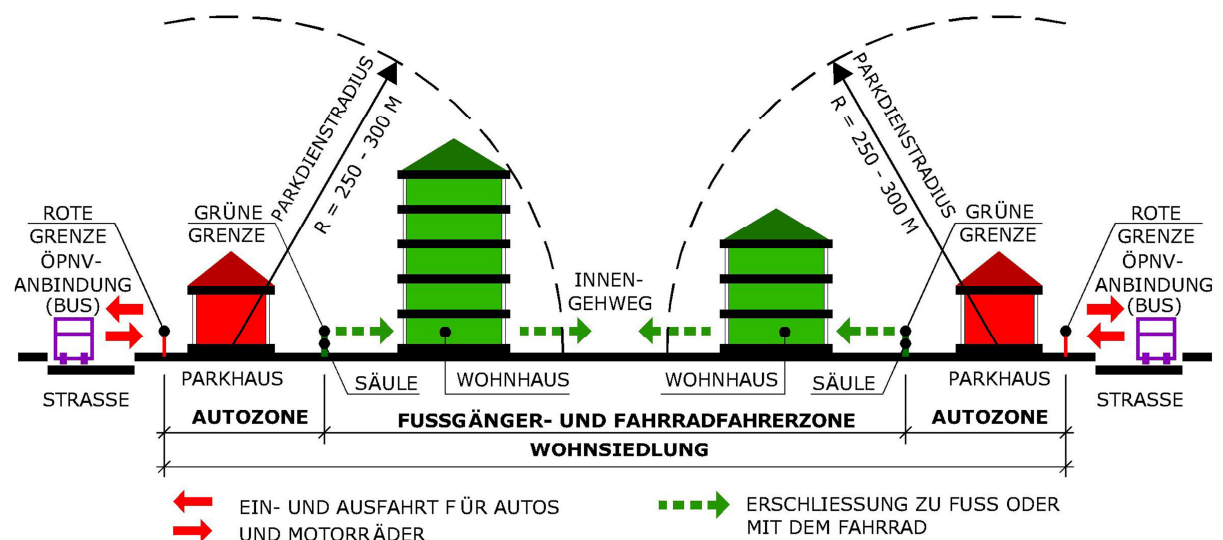 PARKDIENSTRADIUS
R = 250 - 300 M
PARKDIENSTRADIUS
R = 250 - 300 M
ROTE
GRENZE
ÖPNV-
ANBINDUNG
(BUS)
GRÜNE
GRENZE
INNEN-
GEHWEG
GRÜNE
GRENZE
ROTE
GRENZE
ÖPNV-
ANBINDUNG
(BUS)
STRASSE
PARKHAUS
SÄULE
WOHNHAUS
WOHNHAUS
SÄULE
PARKHAUS
STRASSE
AUTOZONE
FUSSGÄNGER- UND FAHRRADFAHRERZONE
AUTOZONE
WOHNSIEDLUNG
EIN- UND AUSFAHRT FÜR AUTOS
UND MOTORRÄDER
ERSCHLIESSUNG ZU FUSS ODER
MIT DEM FAHRRAD